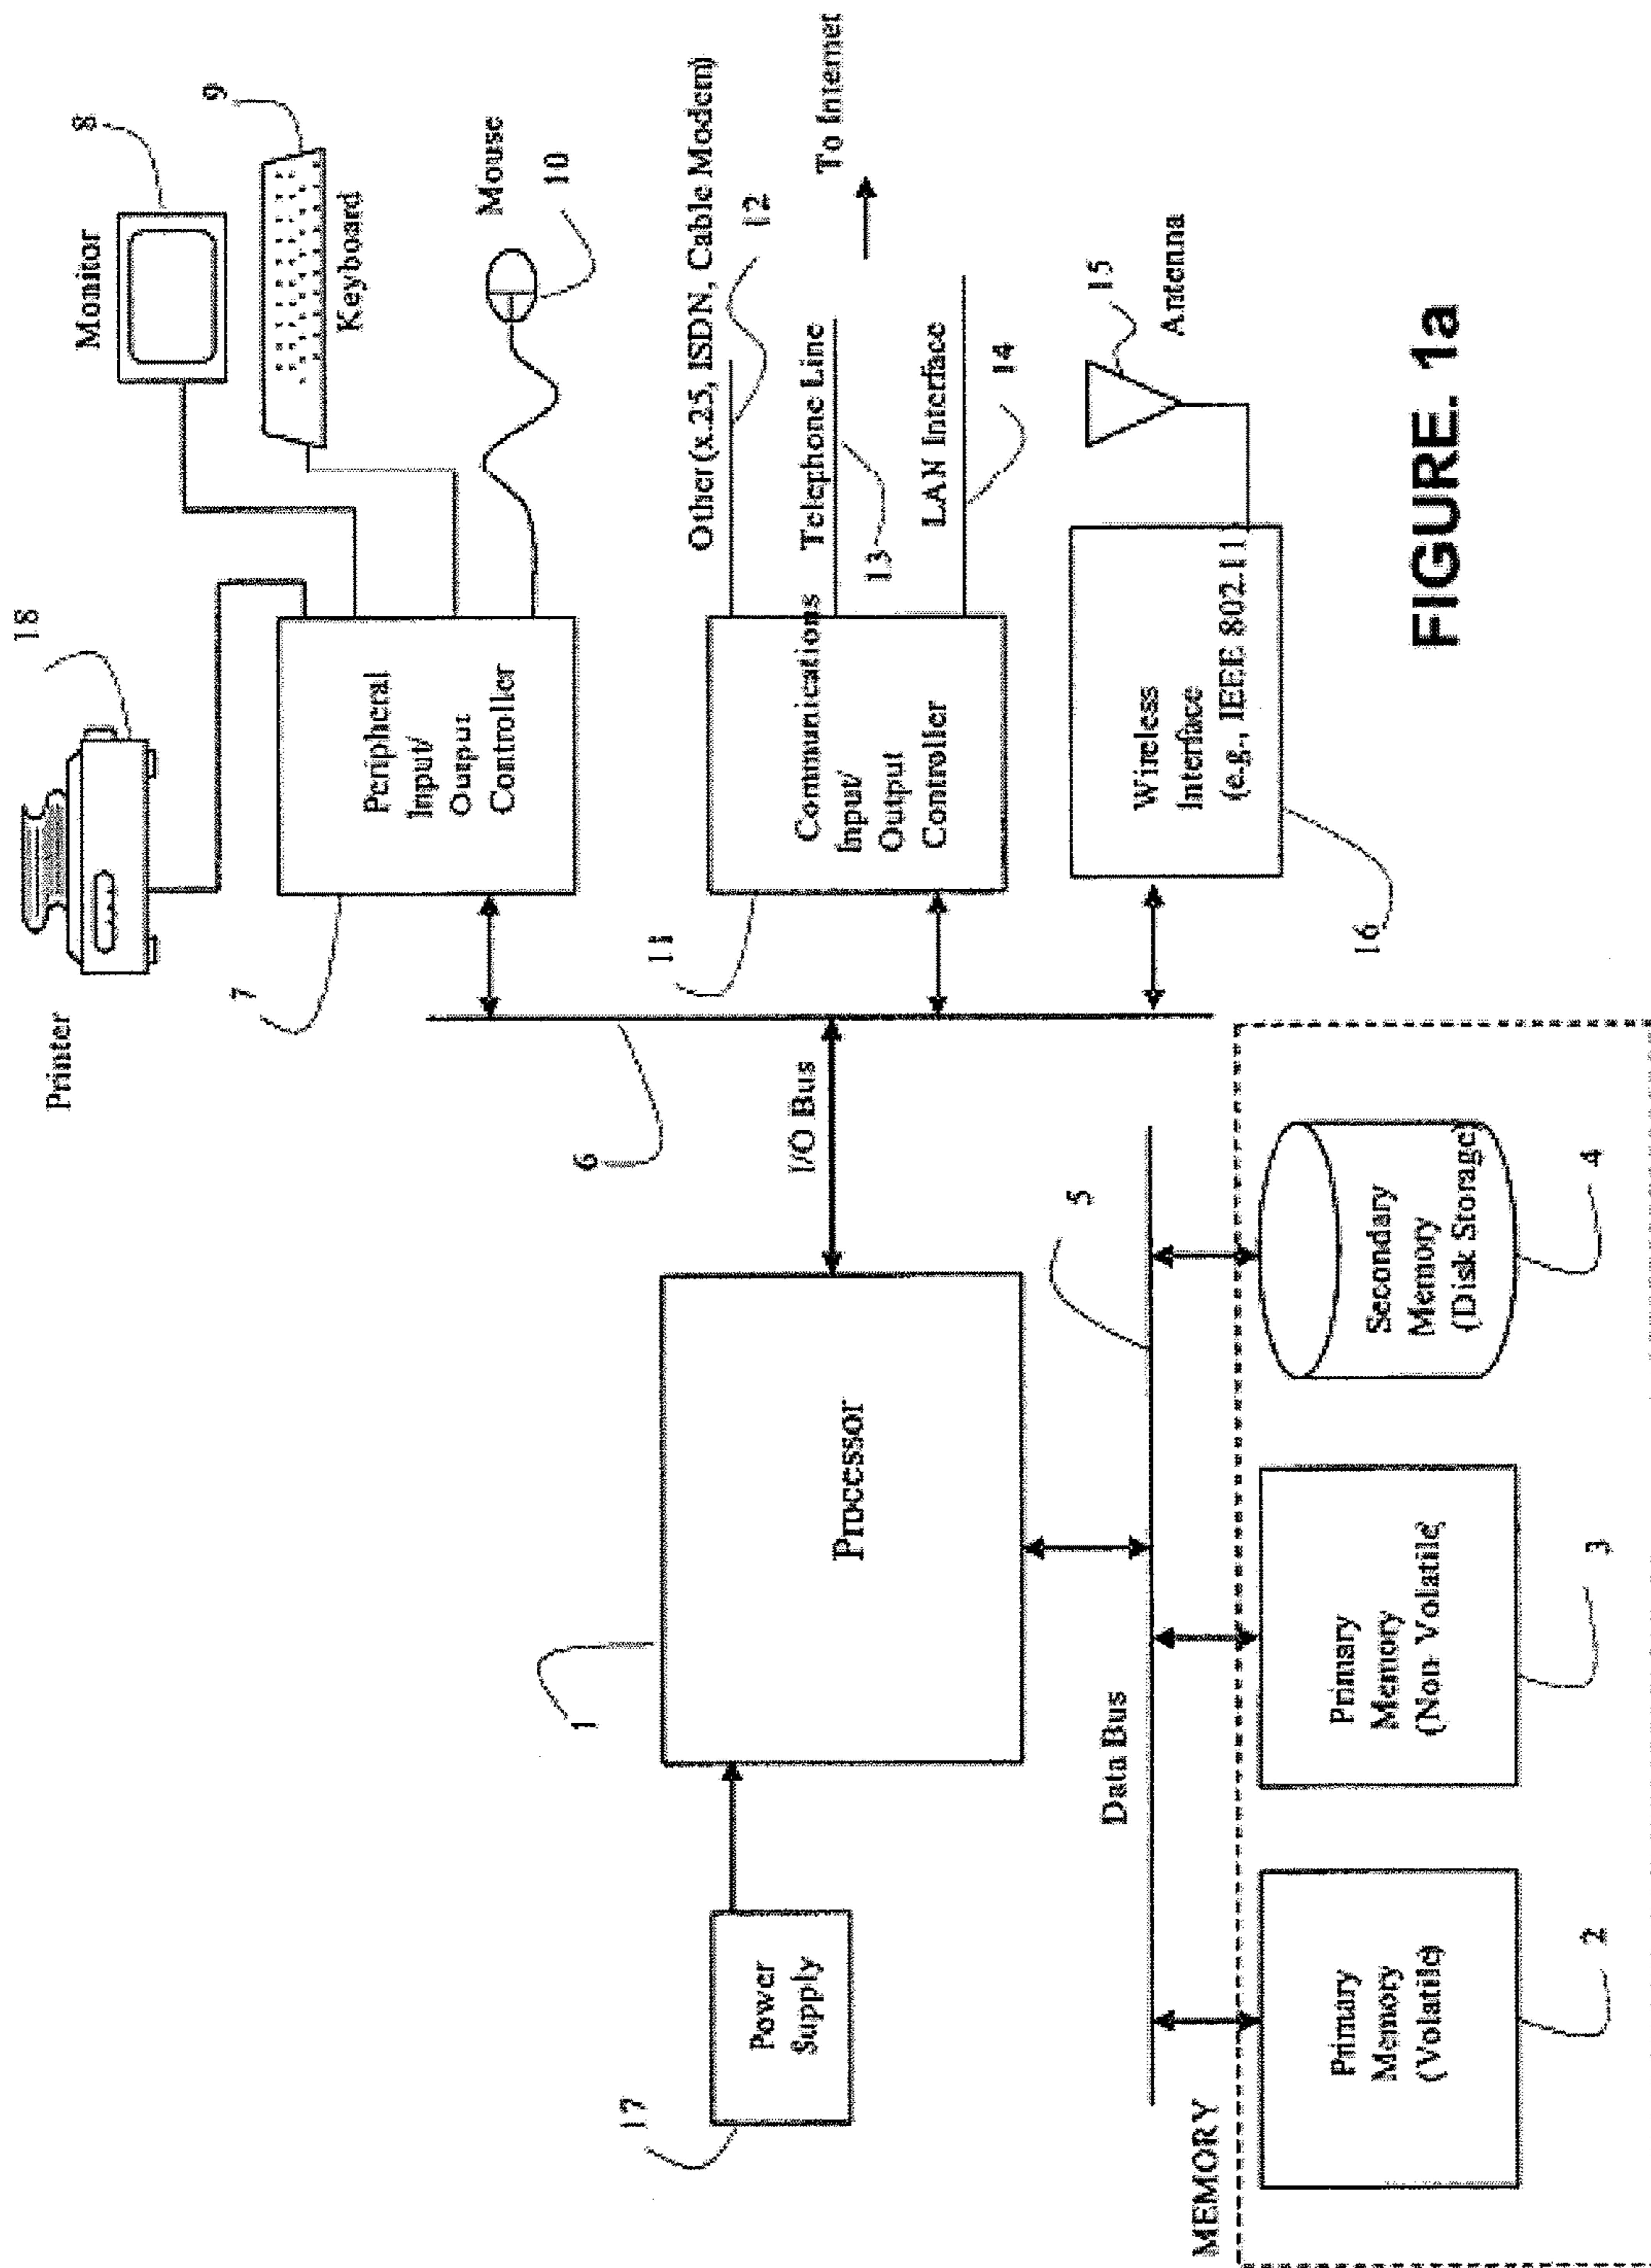 18
Printer
Monitor
8
9
Keyboard
Mouse
10
7
Peripheral
Input/
Output
Controller
11
Communications
Input/
Output
Controller
Other (x.25, ISDN, Cable Modem)
12
Telephone Line
13
To Internet
LAN Interface
14
Wireless
Interface
(e.g., IEEE 802.11)
15
Antenna
16
6
I/O Bus
1
Processor
17
Power
Supply
5
Data Bus
MEMORY
Primary
Memory
(Volatile)
2
Primary
Memory
(Non-Volatile)
3
Secondary
Memory
(Disk Storage)
4
FIGURE. 1a